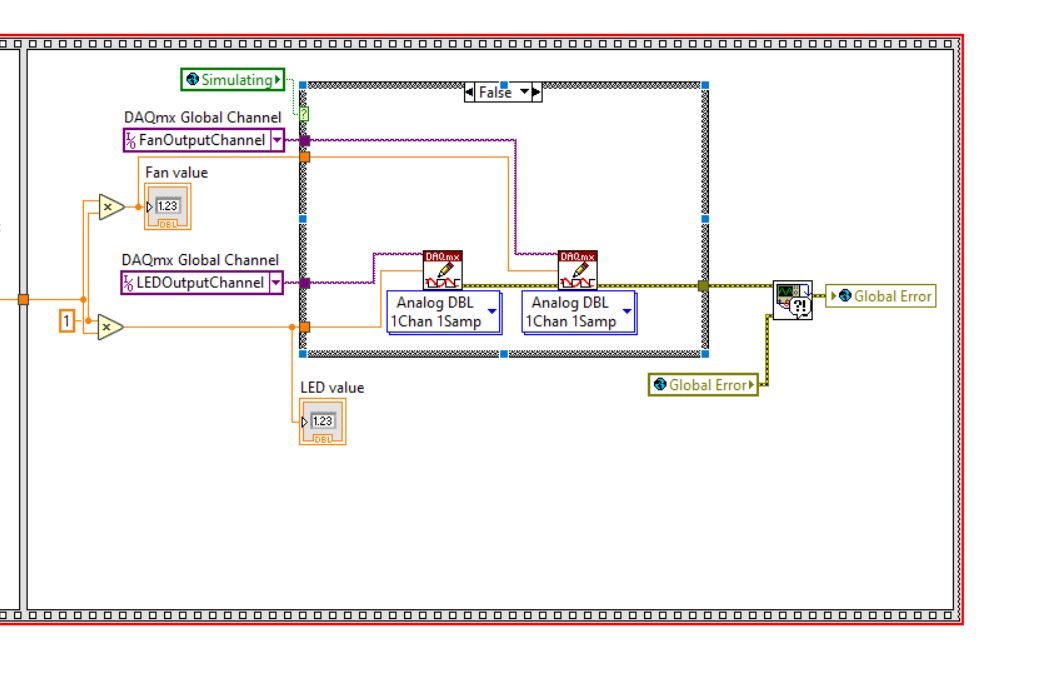 Simulating
False
?
DAQmx Global Channel
I/O FanOutputChannel
Fan value
1.23
DBL
DAQmx Global Channel
I/O LEDOutputChannel
1
DAQmx
DAQmx
Analog DBL
1Chan 1Samp
Analog DBL
1Chan 1Samp
?!
Global Error
Global Error
LED value
1.23
DBL